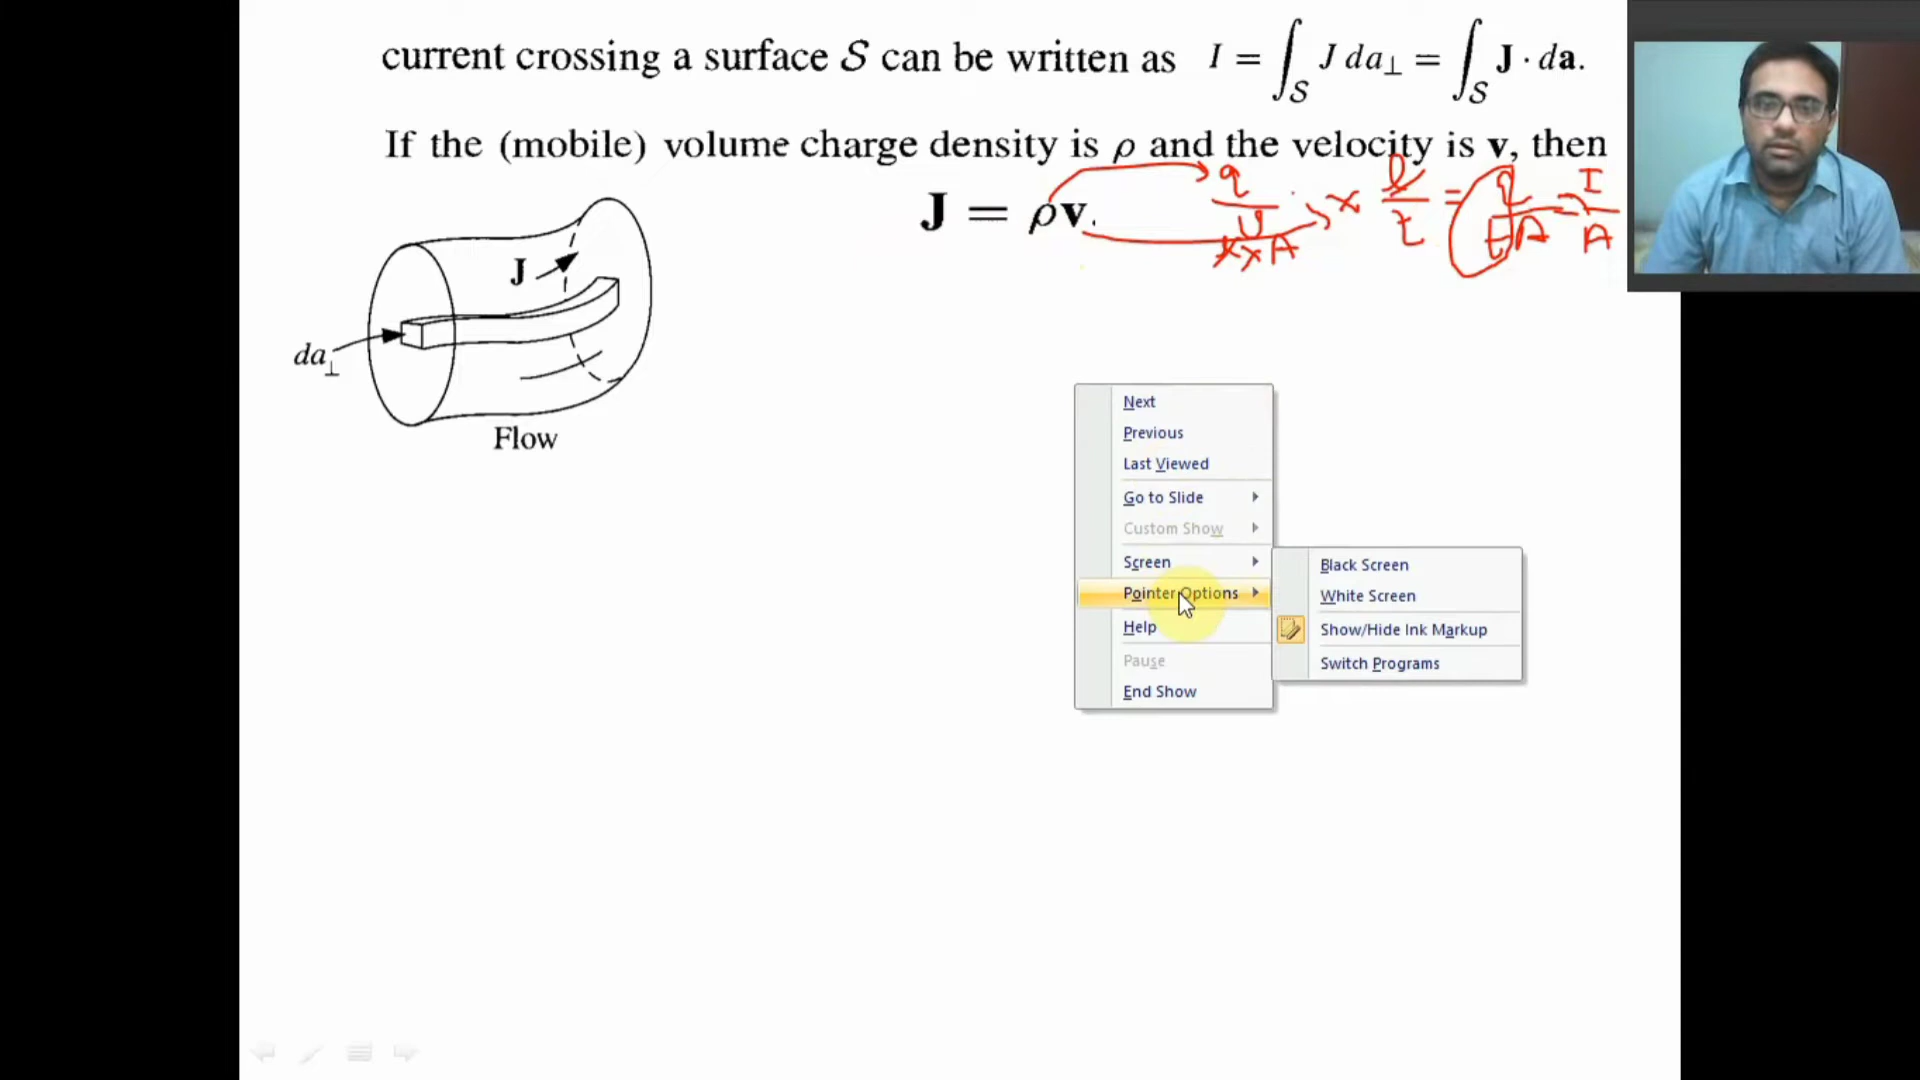 current crossing a surface 𝒮 can be written as I = ∫_𝒮 J da⊥ = ∫_𝒮 𝐉 · d𝐚.
If the (mobile) volume charge density is ρ and the velocity is 𝐯, then
𝐉 = ρ𝐯.
q/V × l/t = q/tA = I/A
l×A
J
da⊥
Flow
Next
Previous
Last Viewed
Go to Slide
Custom Show
Screen
Pointer Options
Help
Pause
End Show
Black Screen
White Screen
Show/Hide Ink Markup
Switch Programs